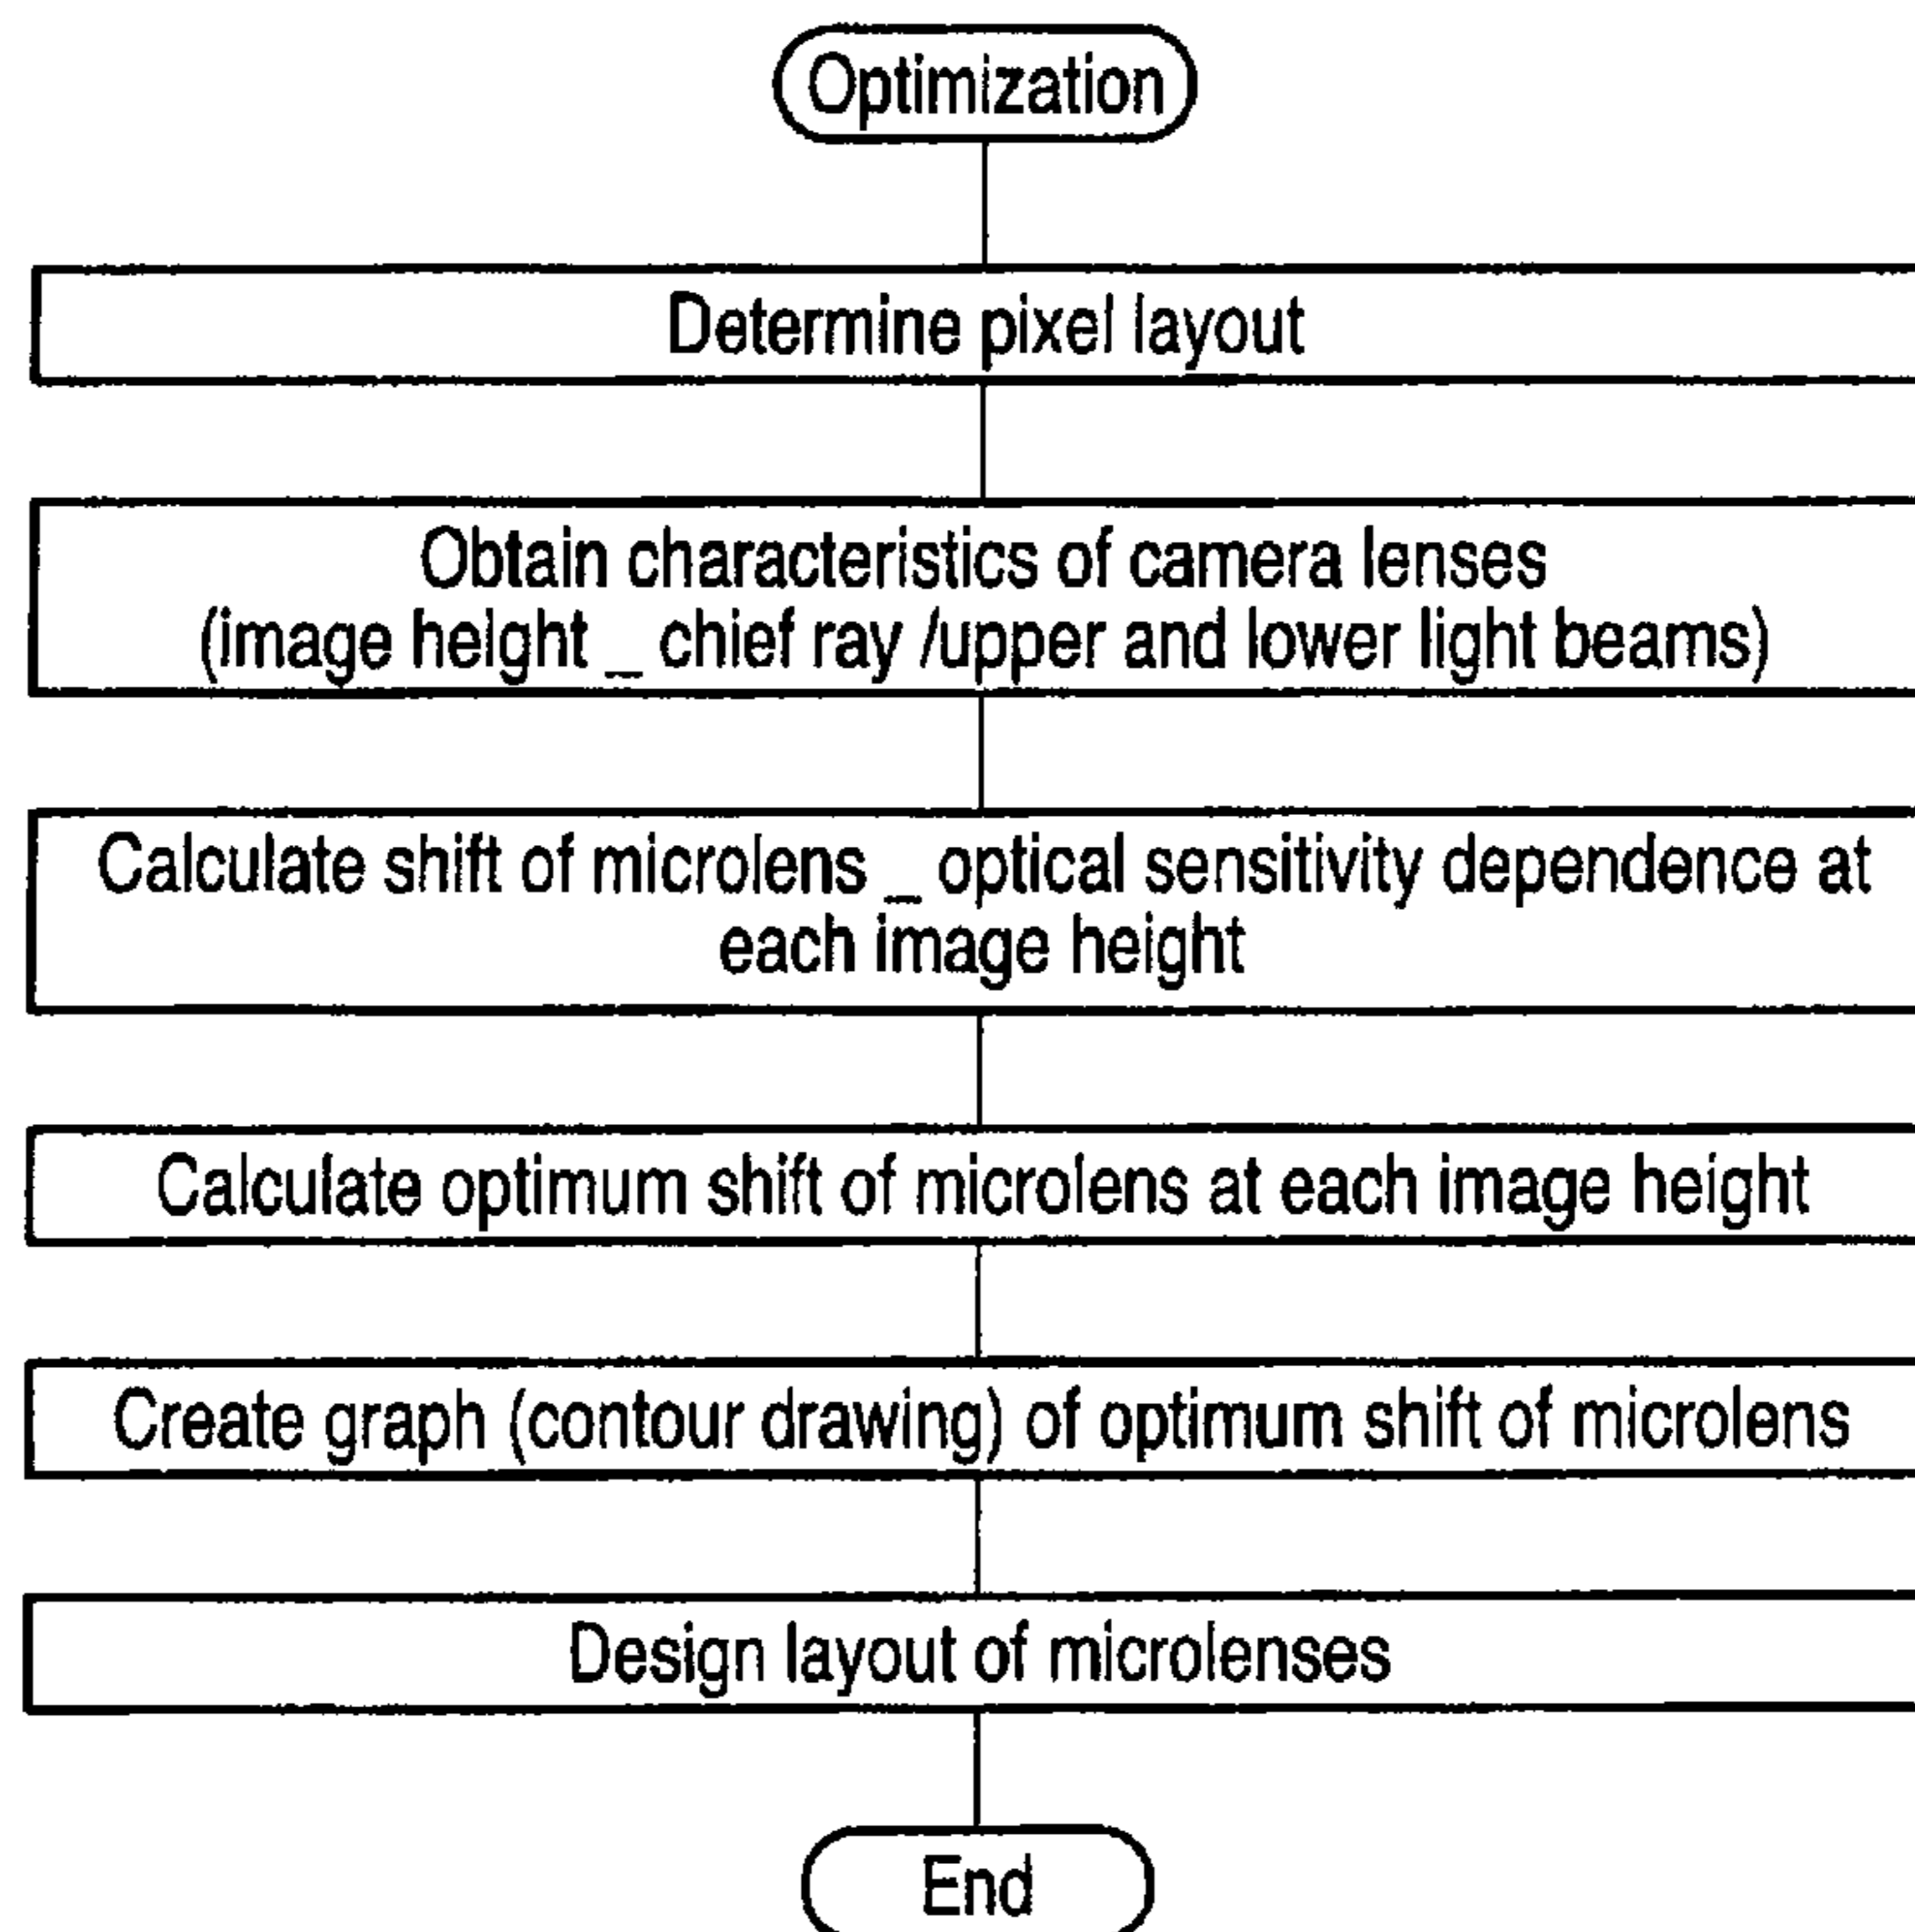 Optimization
Determine pixel layout
Obtain characteristics of camera lenses
(image height _ chief ray /upper and lower light beams)
Calculate shift of microlens _ optical sensitivity dependence at
each image height
Calculate optimum shift of microlens at each image height
Create graph (contour drawing) of optimum shift of microlens
Design layout of microlenses
End